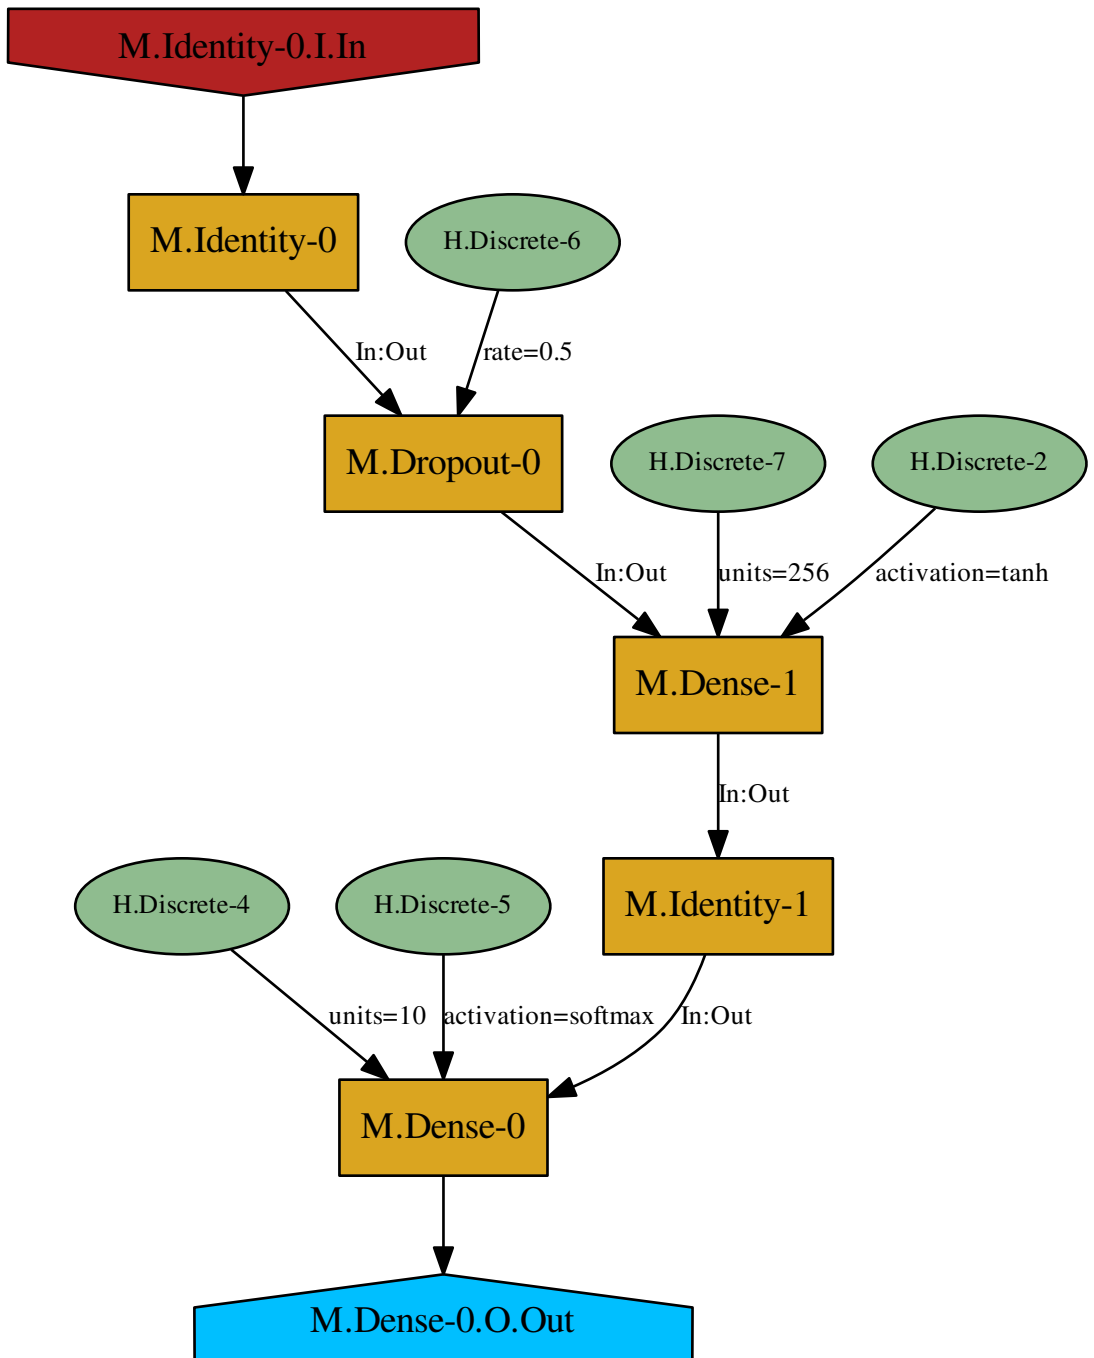 M.Identity-0.I.In
M.Identity-0
H.Discrete-6
In:Out
rate=0.5
M.Dropout-0
H.Discrete-7
H.Discrete-2
In:Out
units=256
activation=tanh
M.Dense-1
In:Out
H.Discrete-4
H.Discrete-5
M.Identity-1
units=10
activation=softmax
In:Out
M.Dense-0
M.Dense-0.O.Out